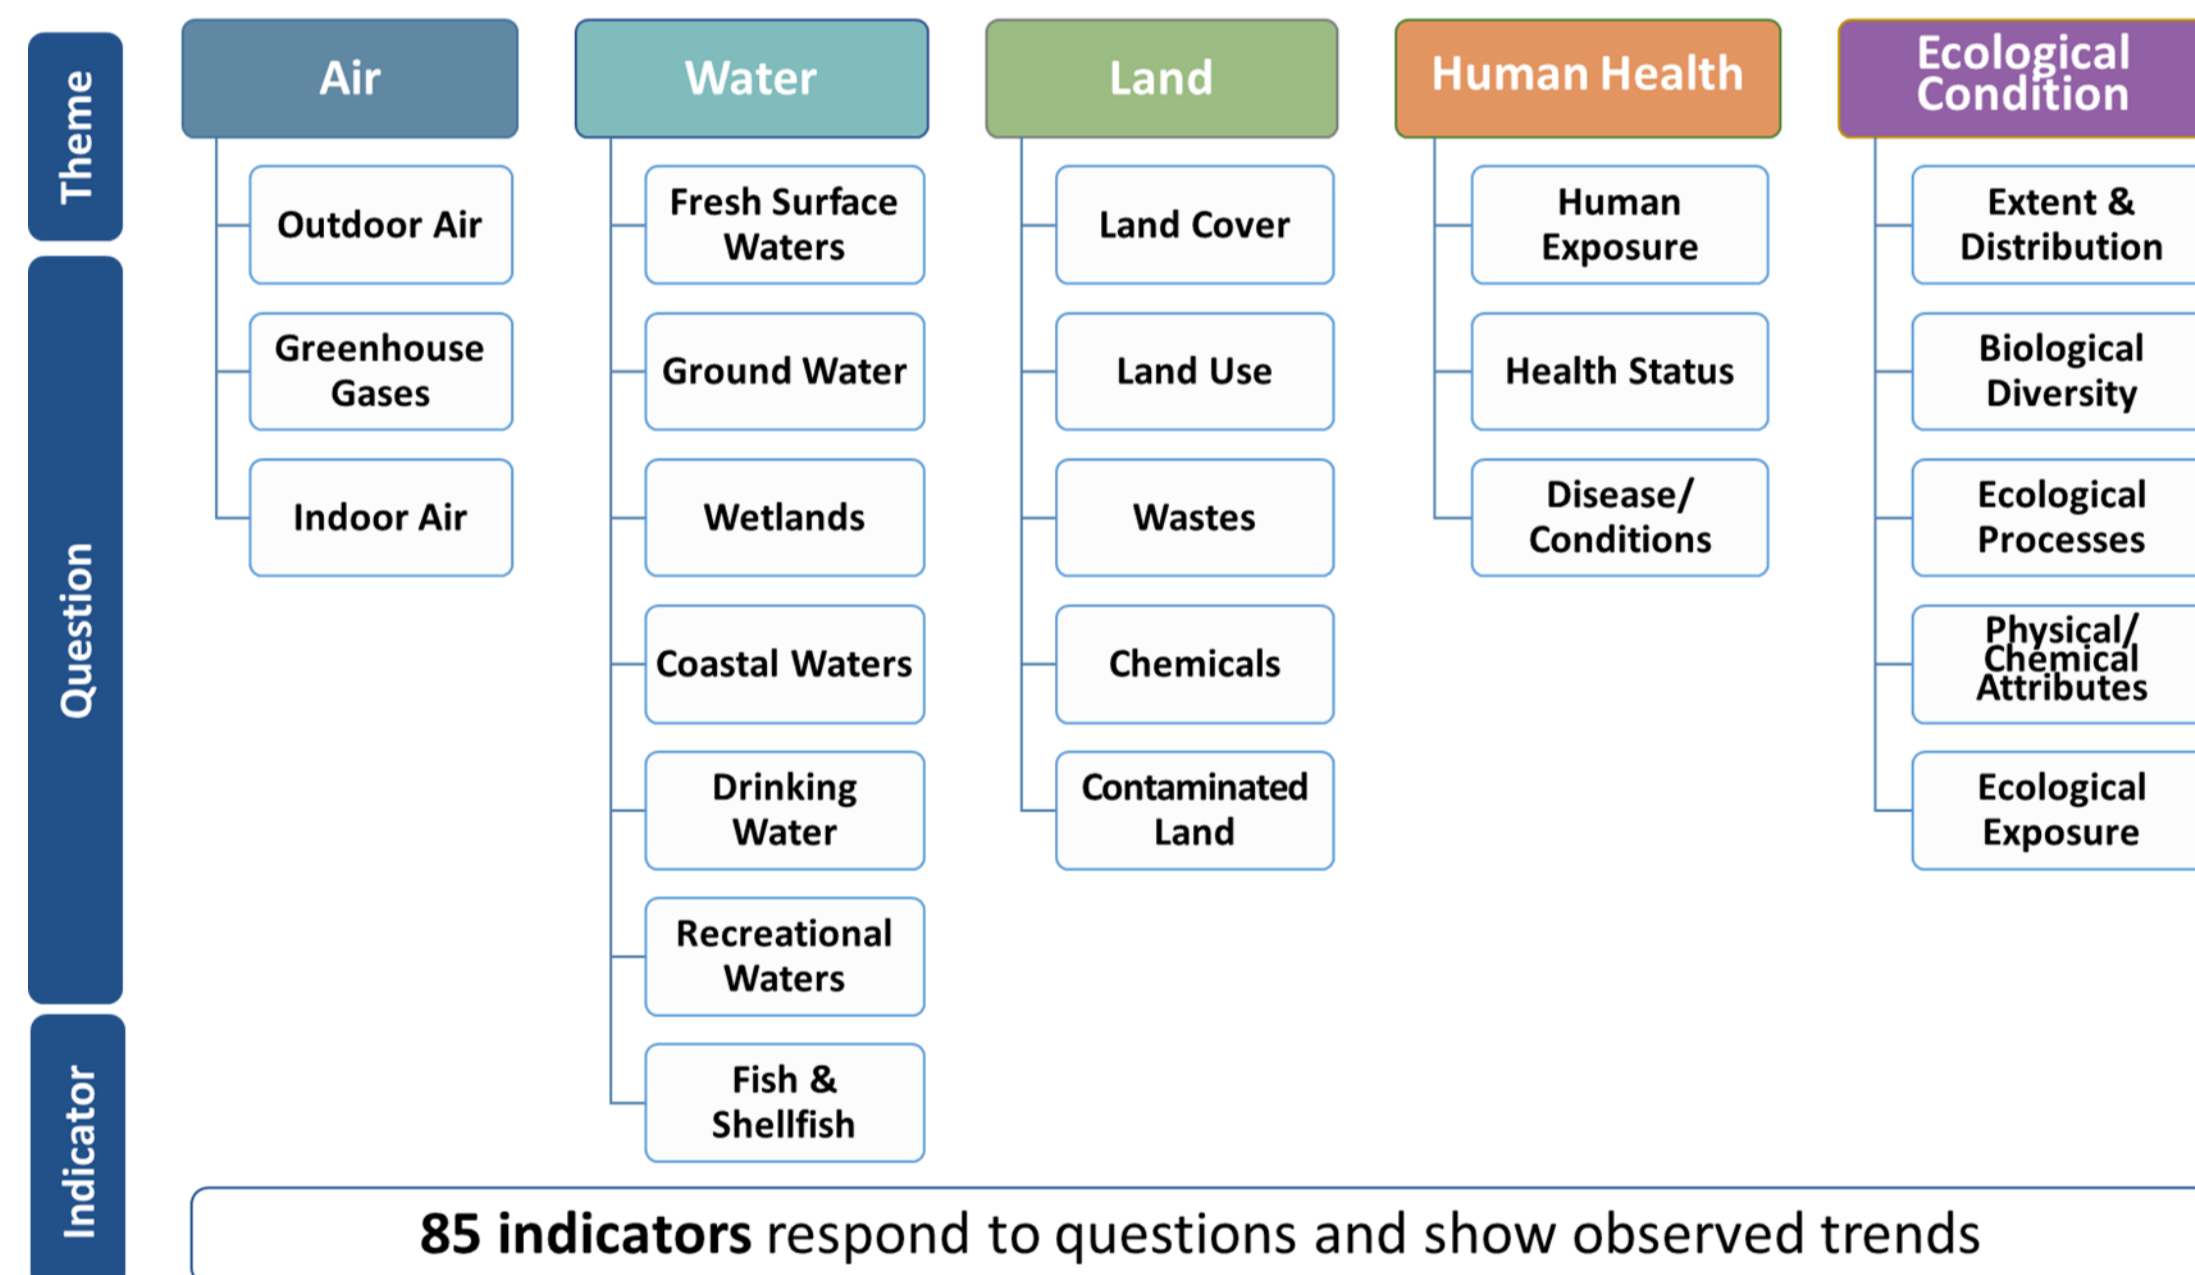 Theme
Question
Indicator
Air
Outdoor Air
Greenhouse
Gases
Indoor Air
Water
Fresh Surface
Waters
Ground Water
Wetlands
Coastal Waters
Drinking
Water
Recreational
Waters
Fish &
Shellfish
Land
Land Cover
Land Use
Wastes
Chemicals
Contaminated
Land
Human Health
Human
Exposure
Health Status
Disease/
Conditions
Ecological
Condition
Extent &
Distribution
Biological
Diversity
Ecological
Processes
Physical/
Chemical
Attributes
Ecological
Exposure
85 indicators respond to questions and show observed trends